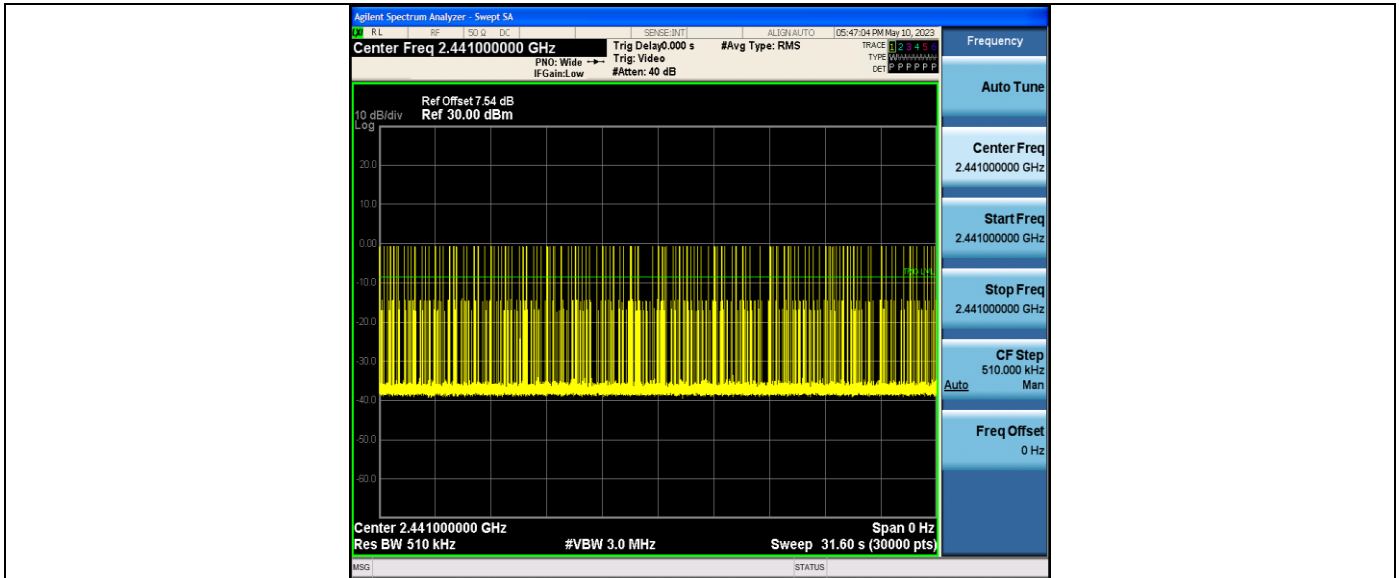 Agilent Spectrum Analyzer - Swept SA
RL RF 50 Ω DC SENSE:INT ALIGN AUTO 05:47:04 PM May 10, 2023
Center Freq 2.441000000 GHz
PNO: Wide
IFGain:Low
Trig Delay0.000 s
Trig: Video
#Atten: 40 dB
#Avg Type: RMS
TRACE 1 2 3 4 5 6
TYPE WWWWWW
DET P P P P P P
Ref Offset 7.54 dB
10 dB/div Ref 30.00 dBm
Log
20.0
10.0
0.00
TRIG LVL
-10.0
-20.0
-30.0
-40.0
-50.0
-60.0
Center 2.441000000 GHz Span 0 Hz
Res BW 510 kHz #VBW 3.0 MHz Sweep 31.60 s (30000 pts)
MSG STATUS
Frequency
Auto Tune
Center Freq
2.441000000 GHz
Start Freq
2.441000000 GHz
Stop Freq
2.441000000 GHz
CF Step
510.000 kHz
Auto Man
Freq Offset
0 Hz